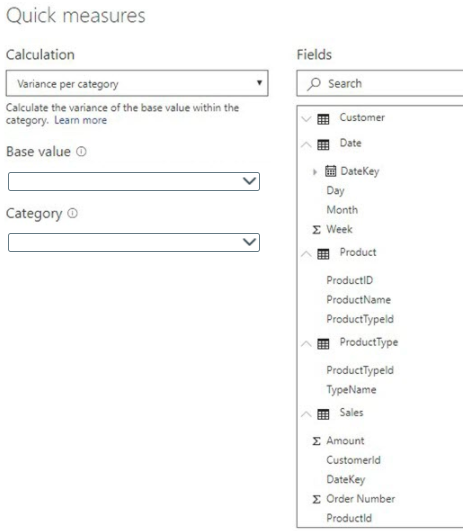 Quick measures
Calculation
Variance per category
Calculate the variance of the base value within the
category. Learn more
Base value
Category
Fields
Search
Customer
Date
DateKey
Day
Month
Σ Week
Product
ProductID
ProductName
ProductTypeId
ProductType
ProductTypeId
TypeName
Sales
Σ Amount
CustomerId
DateKey
Σ Order Number
ProductId